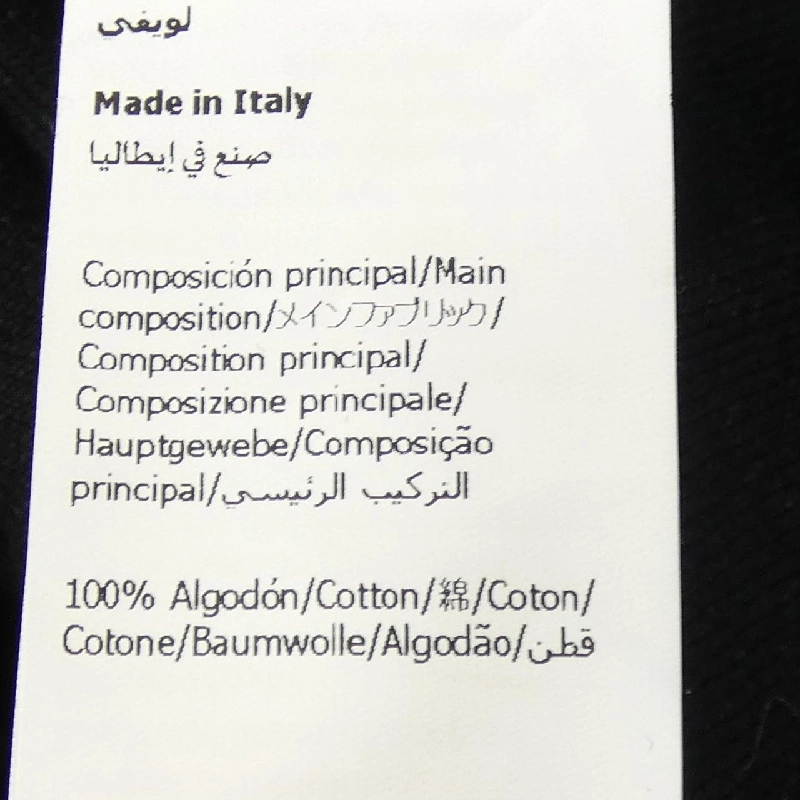 لويفي
Made in Italy
صنع في إيطاليا
Composición principal/Main
composition/メインファブリック/
Composition principal/
Composizione principale/
Hauptgewebe/Composição
principal/التركيب الرئيسي
100% Algodón/Cotton/綿/Coton/
Cotone/Baumwolle/Algodão/قطن